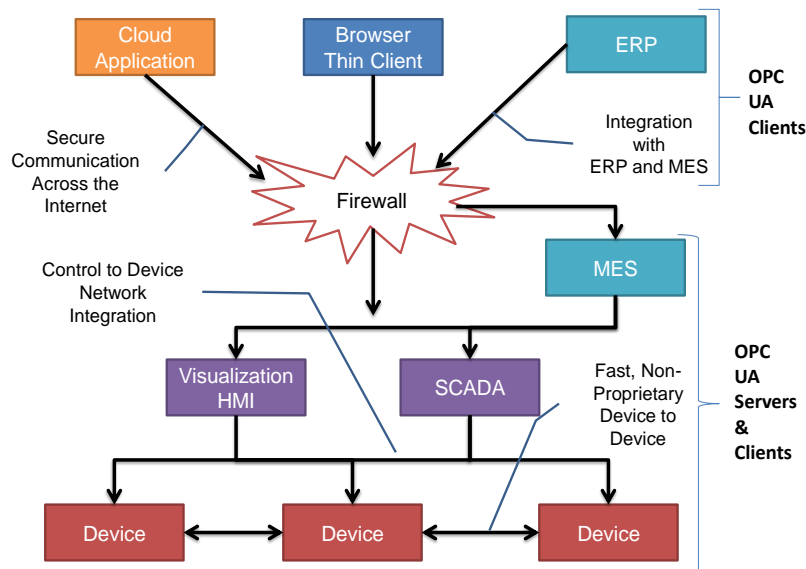 Cloud
Application
Browser
Thin Client
ERP
OPC
UA
Clients
Secure
Communication
Across the
Internet
Integration
with
ERP and MES
Firewall
Control to Device
Network
Integration
MES
Visualization
HMI
SCADA
Fast, Non-
Proprietary
Device to
Device
OPC
UA
Servers
&
Clients
Device
Device
Device